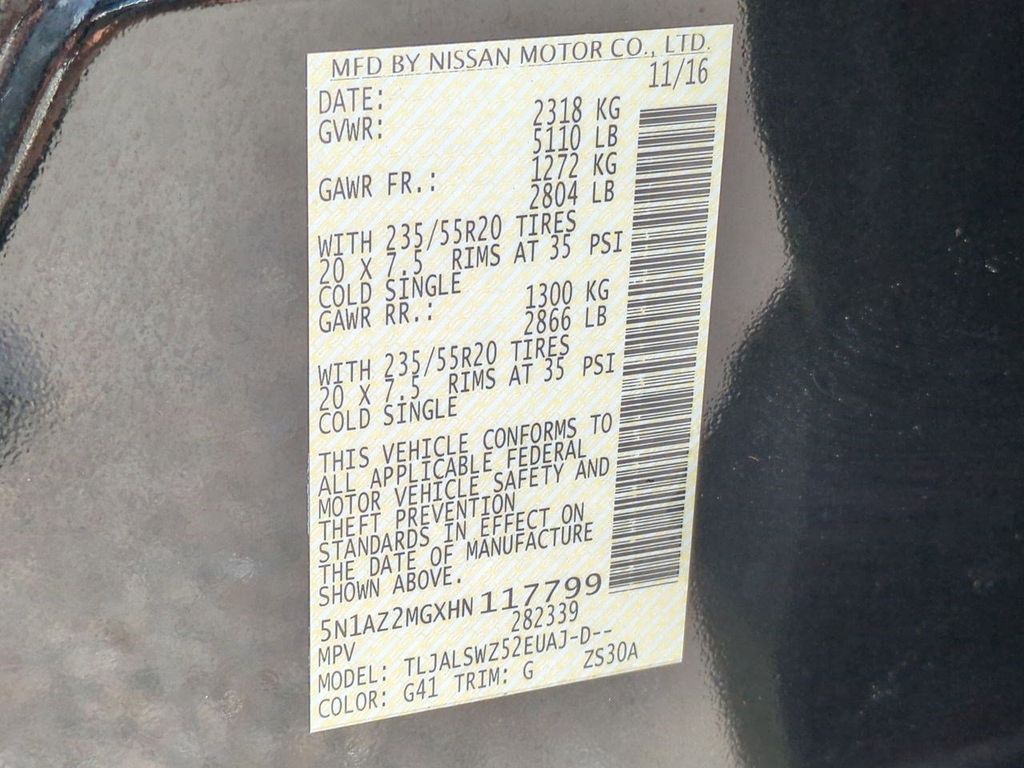 MFD BY NISSAN MOTOR CO., LTD.
DATE: 11/16
GVWR: 2318 KG
5110 LB
GAWR FR.: 1272 KG
2804 LB
WITH 235/55R20 TIRES
20 X 7.5 RIMS AT 35 PSI
COLD SINGLE
GAWR RR.: 1300 KG
2866 LB
WITH 235/55R20 TIRES
20 X 7.5 RIMS AT 35 PSI
COLD SINGLE
THIS VEHICLE CONFORMS TO
ALL APPLICABLE FEDERAL
MOTOR VEHICLE SAFETY AND
THEFT PREVENTION
STANDARDS IN EFFECT ON
THE DATE OF MANUFACTURE
SHOWN ABOVE.
5N1AZ2MGXHN117799
MPV 282339
MODEL: TLJALSWZ52EUAJ-D--
COLOR: G41 TRIM: G ZS30A